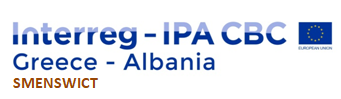 Interreg - IPA CBC
EUROPEAN UNION
Greece - Albania
SMENSWICT